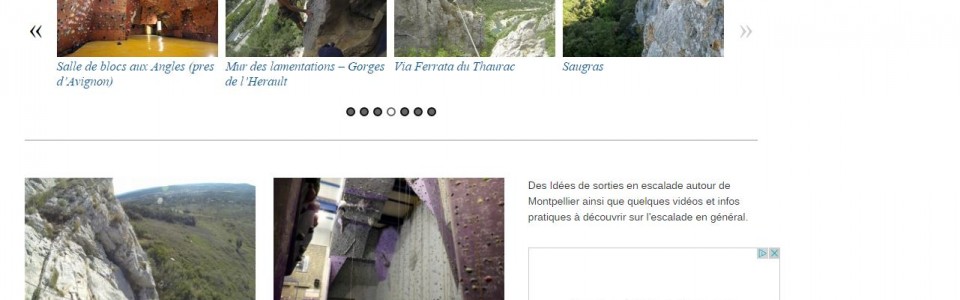 «
»
Salle de blocs aux Angles (pres
d'Avignon)
Mur des lamentations – Gorges
de l'Herault
Via Ferrata du Thaurac
Saugras
Des Idées de sorties en escalade autour de
Montpellier ainsi que quelques vidéos et infos
pratiques à découvrir sur l'escalade en général.